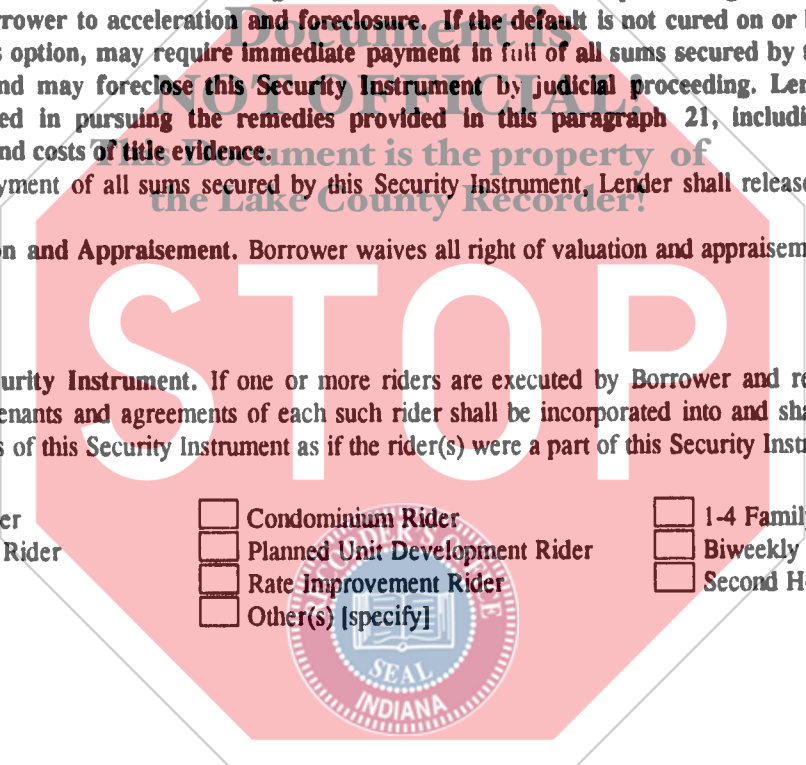 rrower to acceleration and foreclosure. If the default is not cured on or
s option, may require immediate payment in full of all sums secured by
nd may foreclose this Security Instrument by judicial proceeding. Len
ed in pursuing the remedies provided in this paragraph 21, includi
nd costs of title evidence.
yment of all sums secured by this Security Instrument, Lender shall release
n and Appraisement. Borrower waives all right of valuation and appraisem
Document is
NOT OFFICIAL!
This Document is the property of
the Lake County Recorder!
STOP
urity Instrument. If one or more riders are executed by Borrower and re
enants and agreements of each such rider shall be incorporated into and sha
s of this Security Instrument as if the rider(s) were a part of this Security Instr
er
Rider
Condominium Rider
Planned Unit Development Rider
Rate Improvement Rider
Other(s) [specify]
1-4 Family
Biweekly
Second H
SEAL
INDIANA